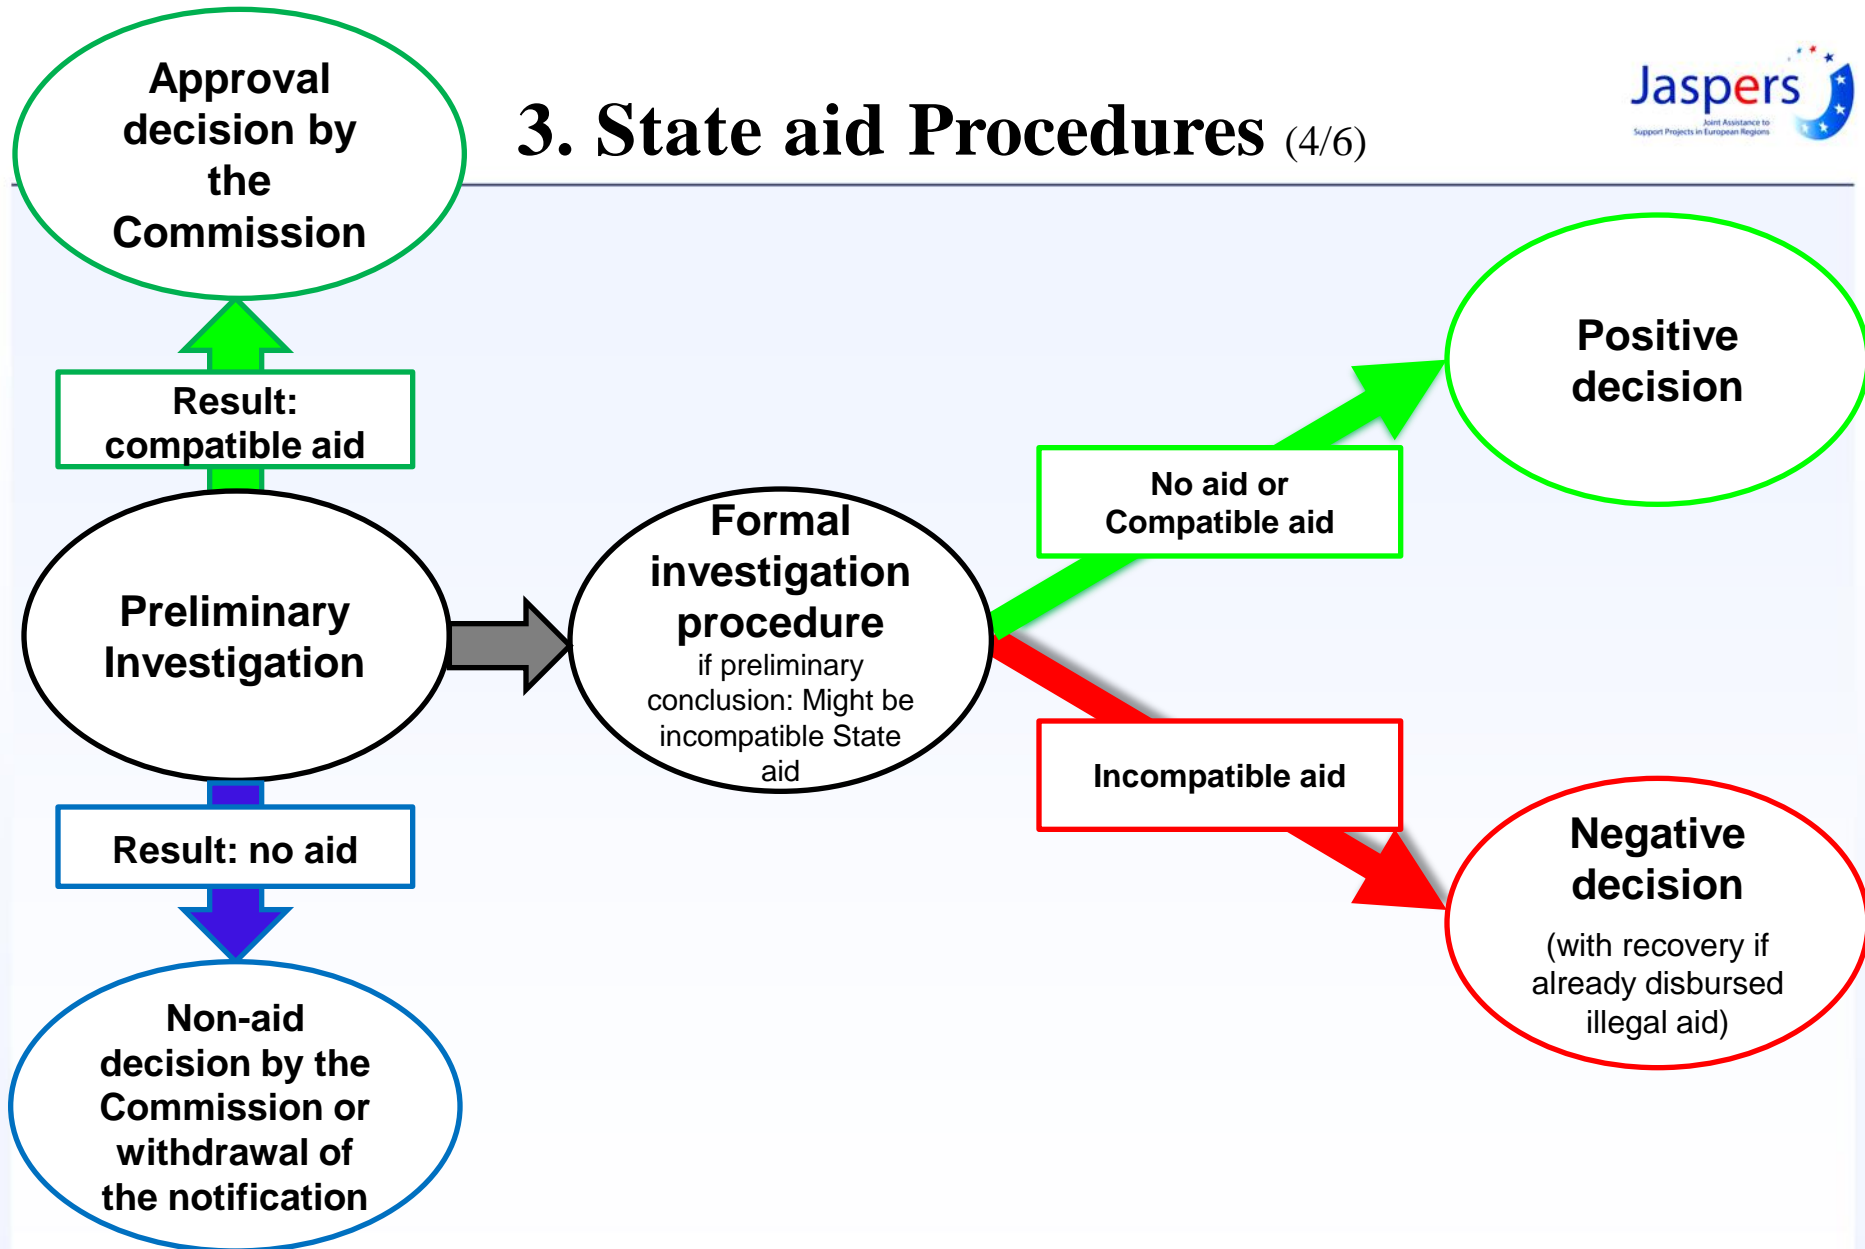 Approval
decision by
the
Commission
3. State aid Procedures (4/6)
Jaspers
Joint Assistance to
Support Projects in European Regions
Result:
compatible aid
Preliminary
Investigation
Result: no aid
Non-aid
decision by the
Commission or
withdrawal of
the notification
Formal
investigation
procedure
if preliminary
conclusion: Might be
incompatible State
aid
No aid or
Compatible aid
Positive
decision
Incompatible aid
Negative
decision
(with recovery if
already disbursed
illegal aid)